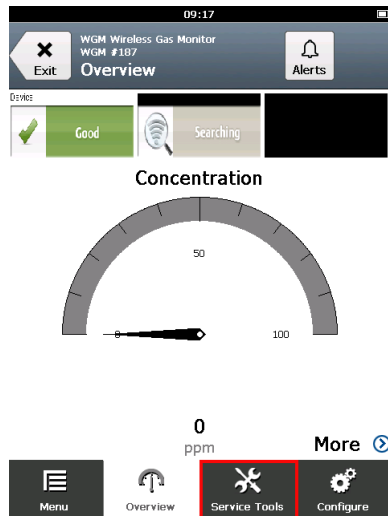 09:17
WGM Wireless Gas Monitor
WGM #187
Overview
Exit
Alerts
Device
Good
Searching
Concentration
50
0
100
0
ppm
More
Menu
Overview
Service Tools
Configure